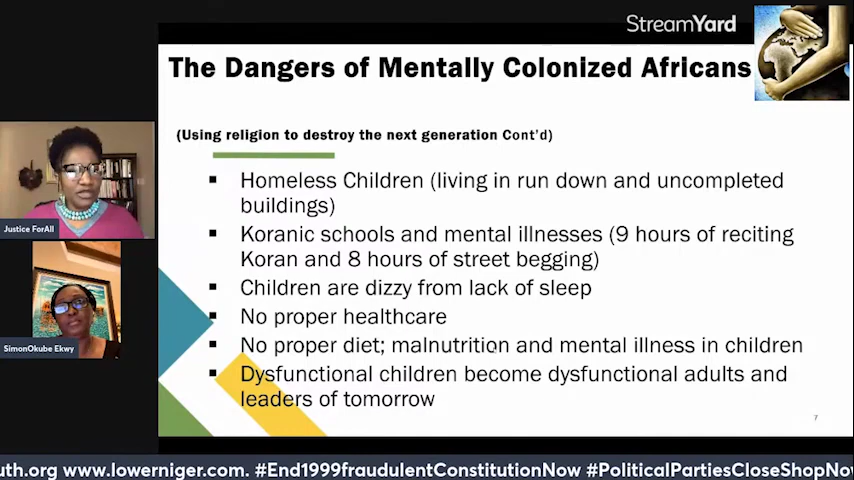 StreamYard
The Dangers of Mentally Colonized Africans
(Using religion to destroy the next generation Cont'd)
▪ Homeless Children (living in run down and uncompleted
buildings)
▪ Koranic schools and mental illnesses (9 hours of reciting
Koran and 8 hours of street begging)
▪ Children are dizzy from lack of sleep
▪ No proper healthcare
▪ No proper diet; malnutrition and mental illness in children
▪ Dysfunctional children become dysfunctional adults and
leaders of tomorrow
7
Justice ForAll
SimonOkube Ekwy
uth.org www.lowerniger.com. #End1999fraudulentConstitutionNow #PoliticalPartiesCloseShopNow